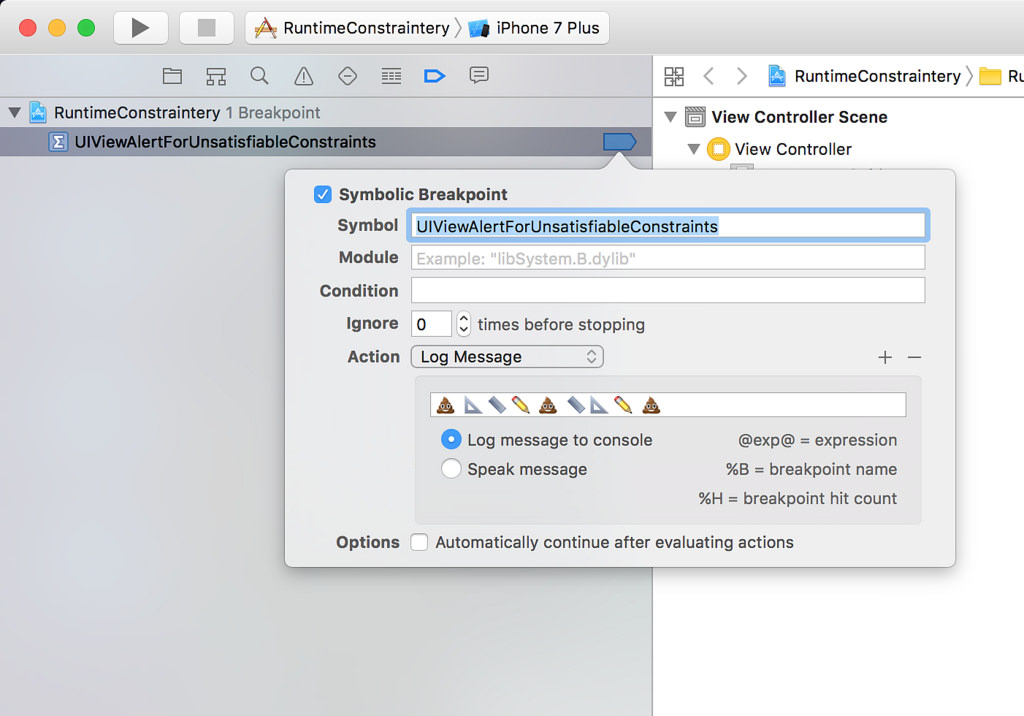 RuntimeConstraintery iPhone 7 Plus
RuntimeConstraintery 1 Breakpoint
UIViewAlertForUnsatisfiableConstraints
RuntimeConstraintery Ru
View Controller Scene
View Controller
Symbolic Breakpoint
Symbol UIViewAlertForUnsatisfiableConstraints
Module Example: "libSystem.B.dylib"
Condition
Ignore 0 times before stopping
Action Log Message
💩 📐 📏 ✏️ 💩 📏 📐 ✏️ 💩
Log message to console @exp@ = expression
Speak message %B = breakpoint name
%H = breakpoint hit count
Options Automatically continue after evaluating actions